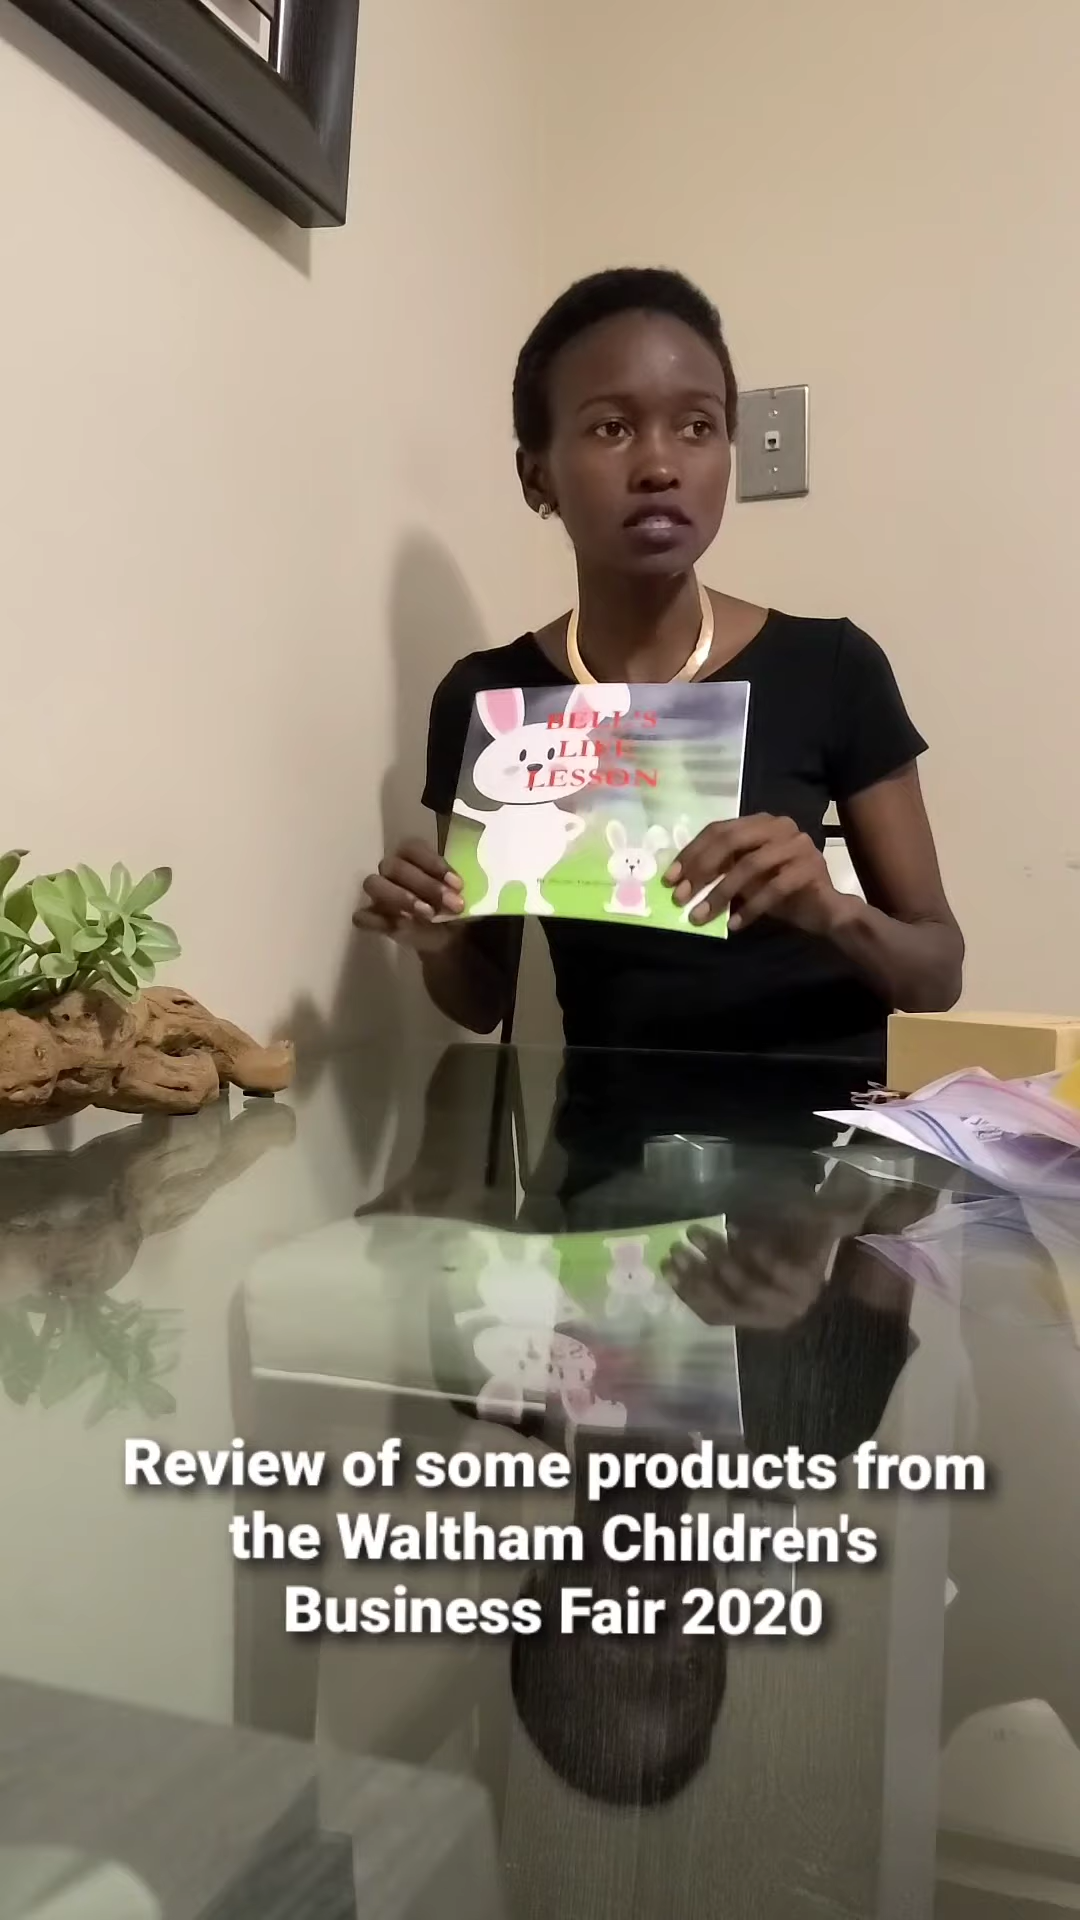 BELL'S
LIFE
LESSON
Review of some products from
the Waltham Children's
Business Fair 2020